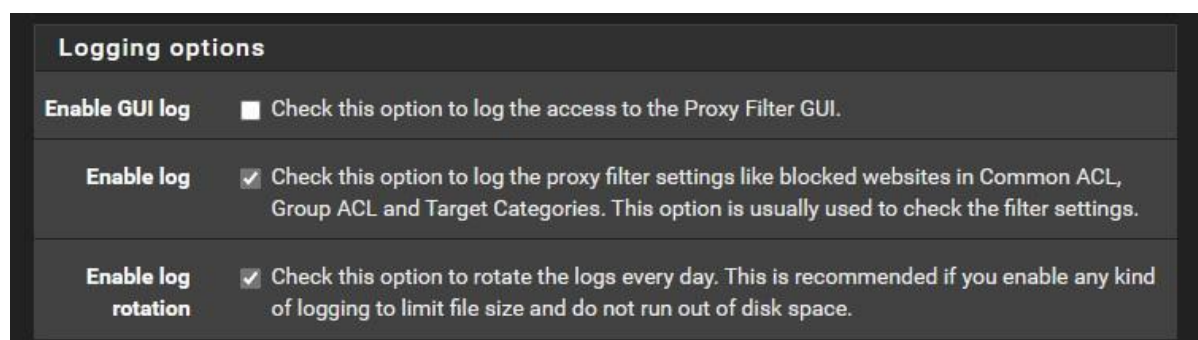 Logging options
Enable GUI log
Check this option to log the access to the Proxy Filter GUI.
Enable log
Check this option to log the proxy filter settings like blocked websites in Common ACL,
Group ACL and Target Categories. This option is usually used to check the filter settings.
Enable log
rotation
Check this option to rotate the logs every day. This is recommended if you enable any kind
of logging to limit file size and do not run out of disk space.